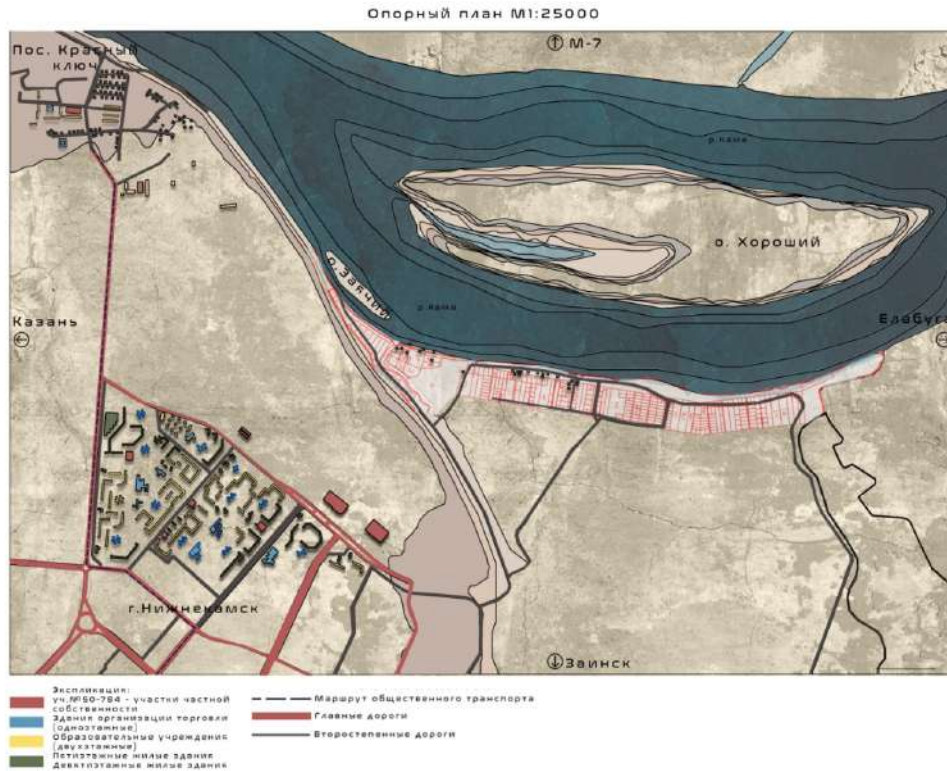 Опорный план М1:25000
Пос. Красный
ключ
М-7
р.кама
о. Хороший
о. Заячий
р.кама
Казань
Елабуга
г.Нижнекамск
Заинск
Экспликация:
уч.№50-784 - участки частной
собственности
Здания организации торговли
(одноэтажные)
Образовательные учреждения
(двухэтажные)
Пятиэтажные жилые здания
Девятиэтажные жилые здания
Маршрут общественного транспорта
Главные дороги
Второстепенные дороги